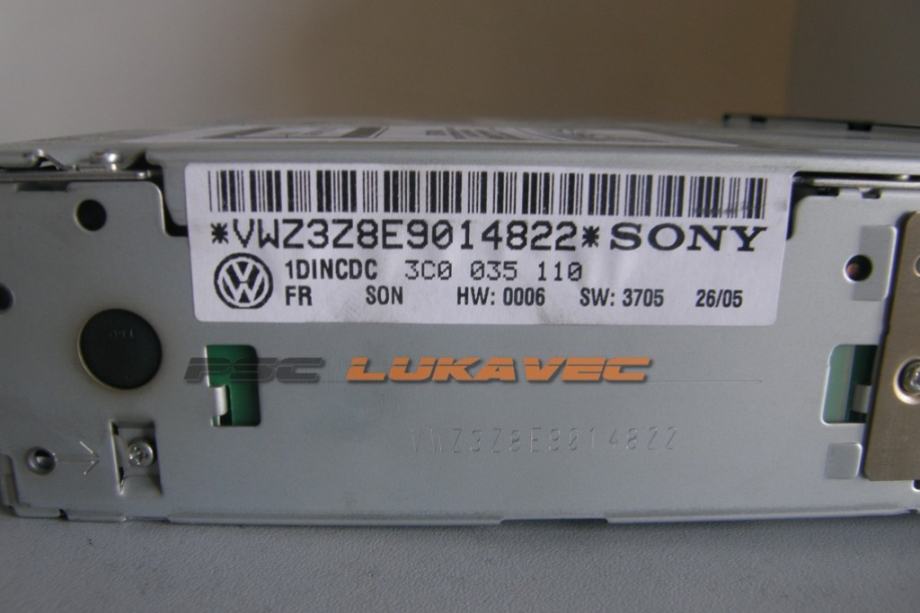 *VWZ3Z8E9014822* SONY
1DINCDC 3C0 035 110
FR SON HW: 0006 SW: 3705 26/05
PSC LUKAVEC
VWZ3Z8E9014822